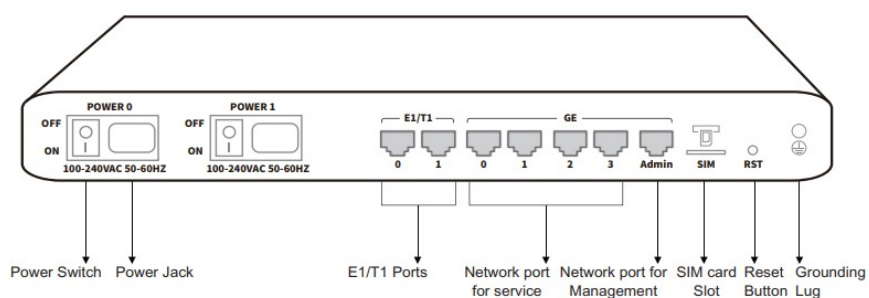 POWER 0
OFF
ON
100-240VAC 50-60HZ
POWER 1
OFF
ON
100-240VAC 50-60HZ
E1/T1
0
1
GE
0
1
2
3
Admin
SIM
RST
Power Switch
Power Jack
E1/T1 Ports
Network port
for service
Network port for
Management
SIM card
Slot
Reset
Button
Grounding
Lug